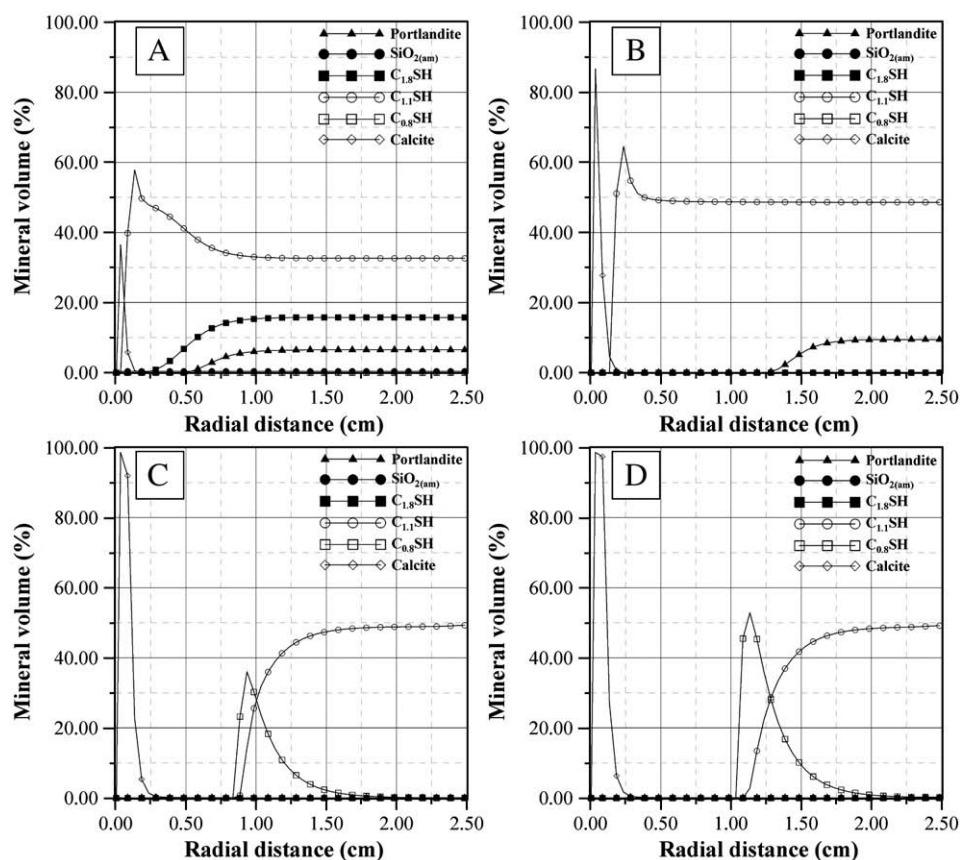 100.00
80.00
60.00
40.00
20.00
0.00
Mineral volume (%)
A
Portlandite
SiO2(am)
C1.8SH
C1.1SH
C0.8SH
Calcite
0.00 0.50 1.00 1.50 2.00 2.50
Radial distance (cm)
100.00
80.00
60.00
40.00
20.00
0.00
Mineral volume (%)
B
Portlandite
SiO2(am)
C1.8SH
C1.1SH
C0.8SH
Calcite
0.00 0.50 1.00 1.50 2.00 2.50
Radial distance (cm)
100.00
80.00
60.00
40.00
20.00
0.00
Mineral volume (%)
C
Portlandite
SiO2(am)
C1.8SH
C1.1SH
C0.8SH
Calcite
0.00 0.50 1.00 1.50 2.00 2.50
Radial distance (cm)
100.00
80.00
60.00
40.00
20.00
0.00
Mineral volume (%)
D
Portlandite
SiO2(am)
C1.8SH
C1.1SH
C0.8SH
Calcite
0.00 0.50 1.00 1.50 2.00 2.50
Radial distance (cm)